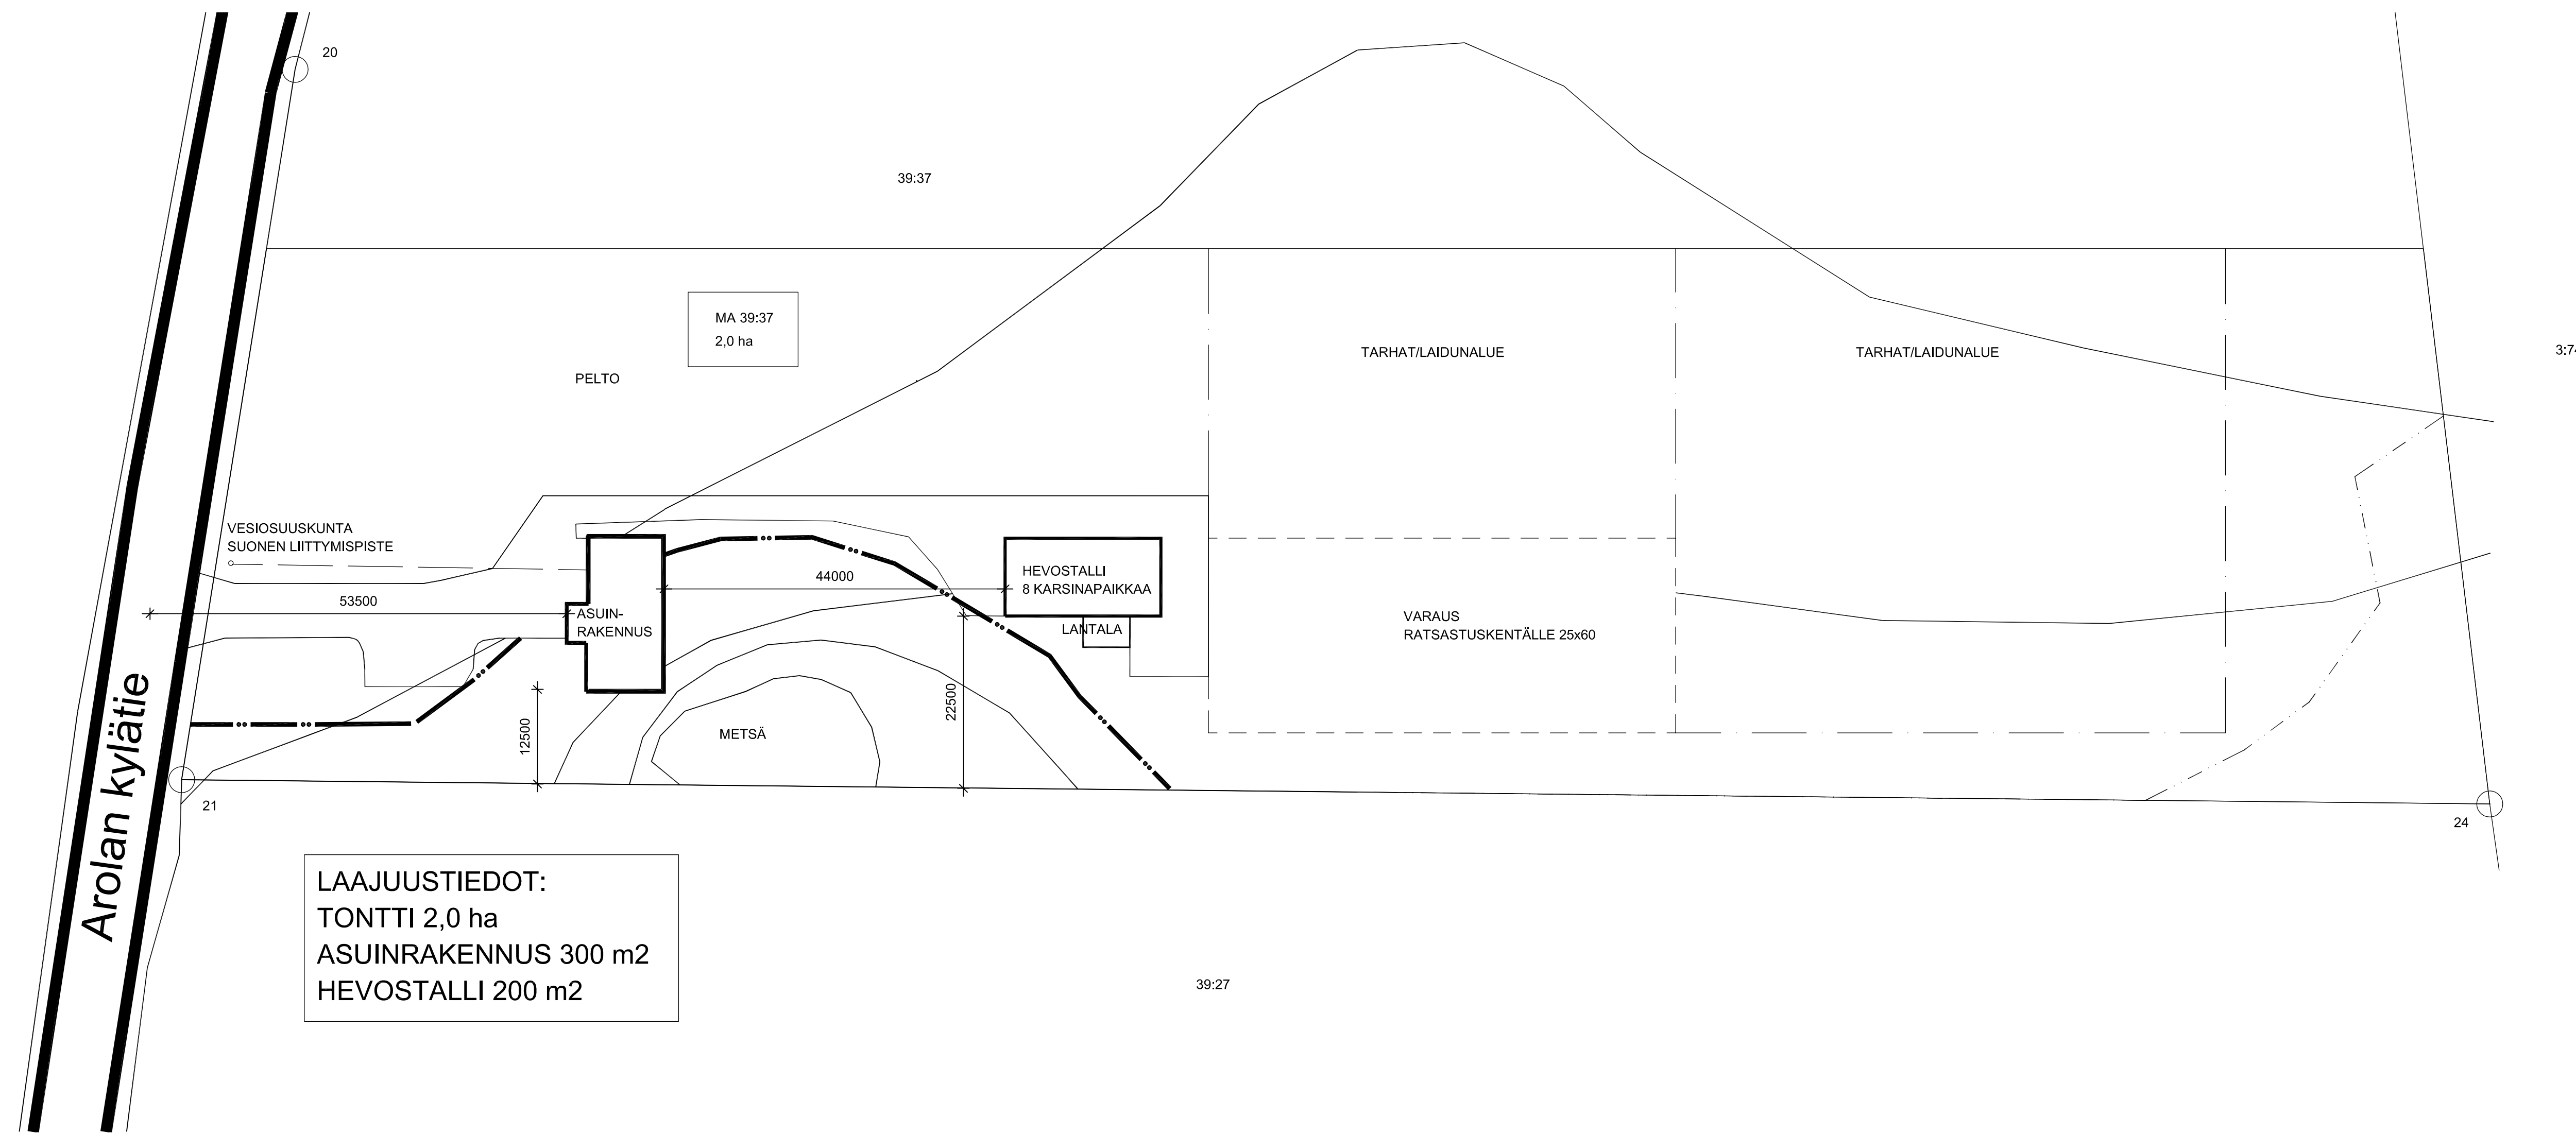 20
39:37
MA 39:37
2,0 ha
PELTO
TARHAT/LAIDUNALUE
TARHAT/LAIDUNALUE
3:74
VESIOSUUSKUNTA
SUONEN LIITTYMISPISTE
53500
44000
ASUIN-
RAKENNUS
HEVOSTALLI
8 KARSINAPAIKKAA
LANTALA
VARAUS
RATSASTUSKENTÄLLE 25x60
12500
22500
METSÄ
Arolan kylätie
21
24
LAAJUUSTIEDOT:
TONTTI 2,0 ha
ASUINRAKENNUS 300 m2
HEVOSTALLI 200 m2
39:27